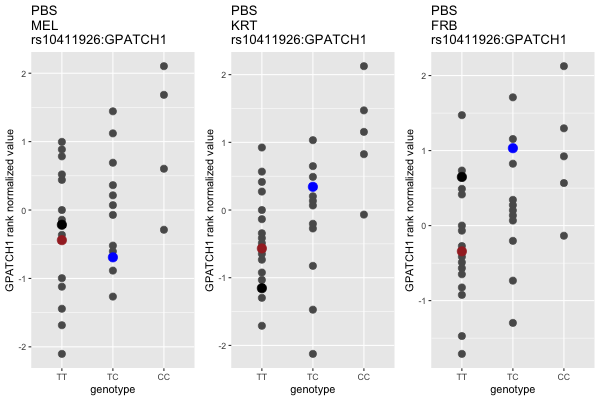 PBS
MEL
rs10411926:GPATCH1
GPATCH1 rank normalized value
2
1
0
-1
-2
TT
TC
CC
genotype
PBS
KRT
rs10411926:GPATCH1
GPATCH1 rank normalized value
2
1
0
-1
-2
TT
TC
CC
genotype
PBS
FRB
rs10411926:GPATCH1
GPATCH1 rank normalized value
2
1
0
-1
TT
TC
CC
genotype